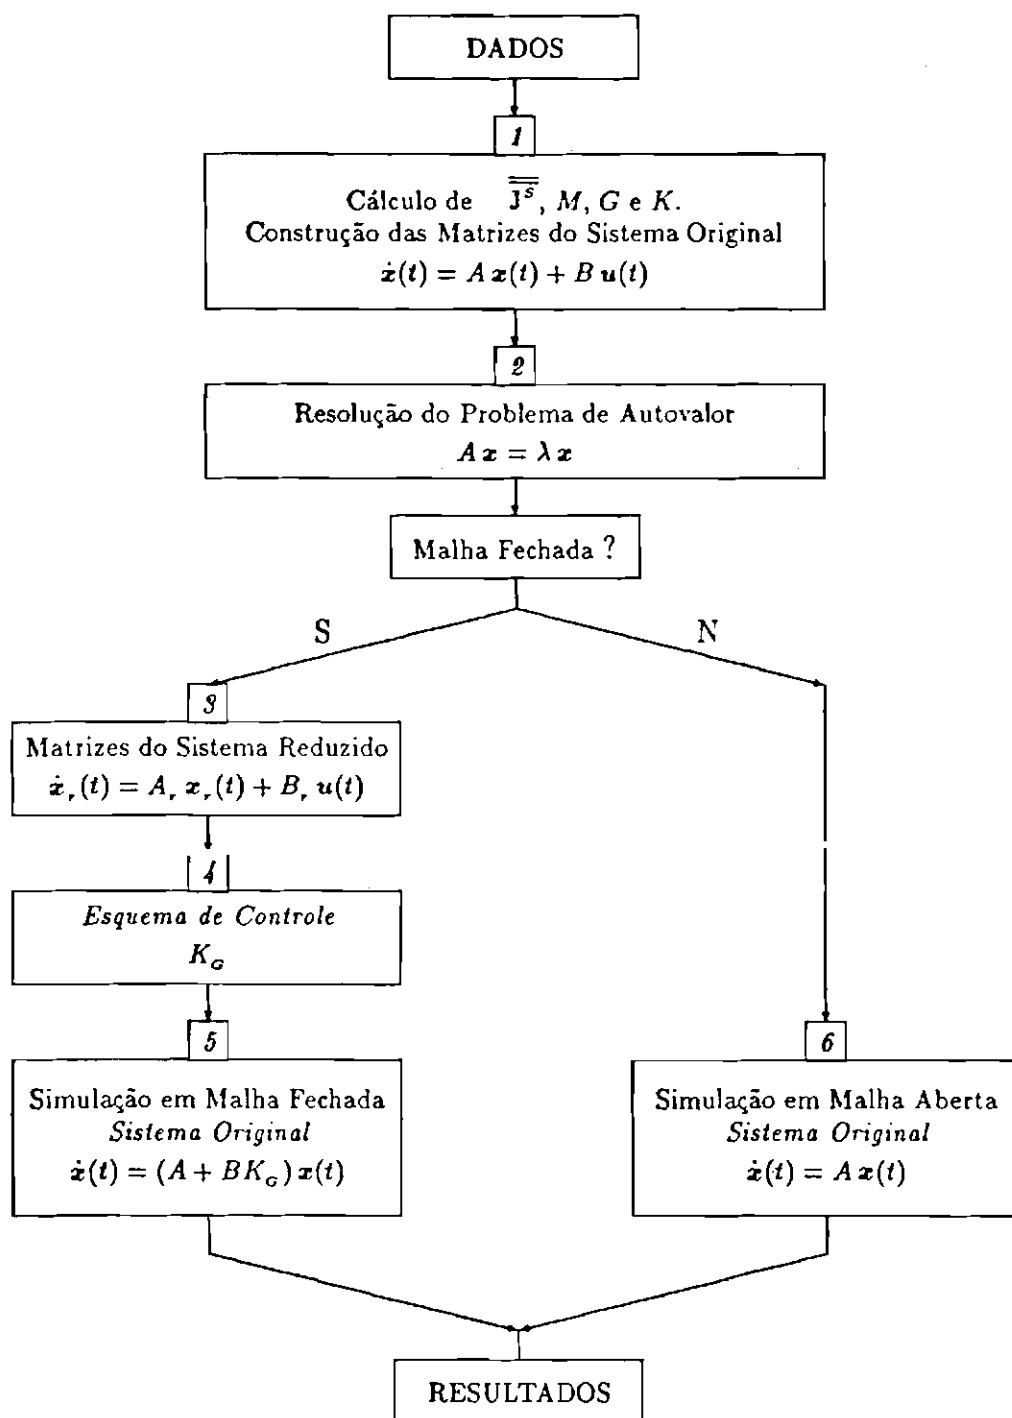 DADOS
1
Cálculo de J̿ˢ, M, G e K.
Construção das Matrizes do Sistema Original
ẋ(t) = A x(t) + B u(t)
2
Resolução do Problema de Autovalor
A x = λ x
Malha Fechada ?
S
N
3
Matrizes do Sistema Reduzido
ẋᵣ(t) = Aᵣ xᵣ(t) + Bᵣ u(t)
4
Esquema de Controle
K_G
5
Simulação em Malha Fechada
Sistema Original
ẋ(t) = (A + BK_G) x(t)
6
Simulação em Malha Aberta
Sistema Original
ẋ(t) = A x(t)
RESULTADOS